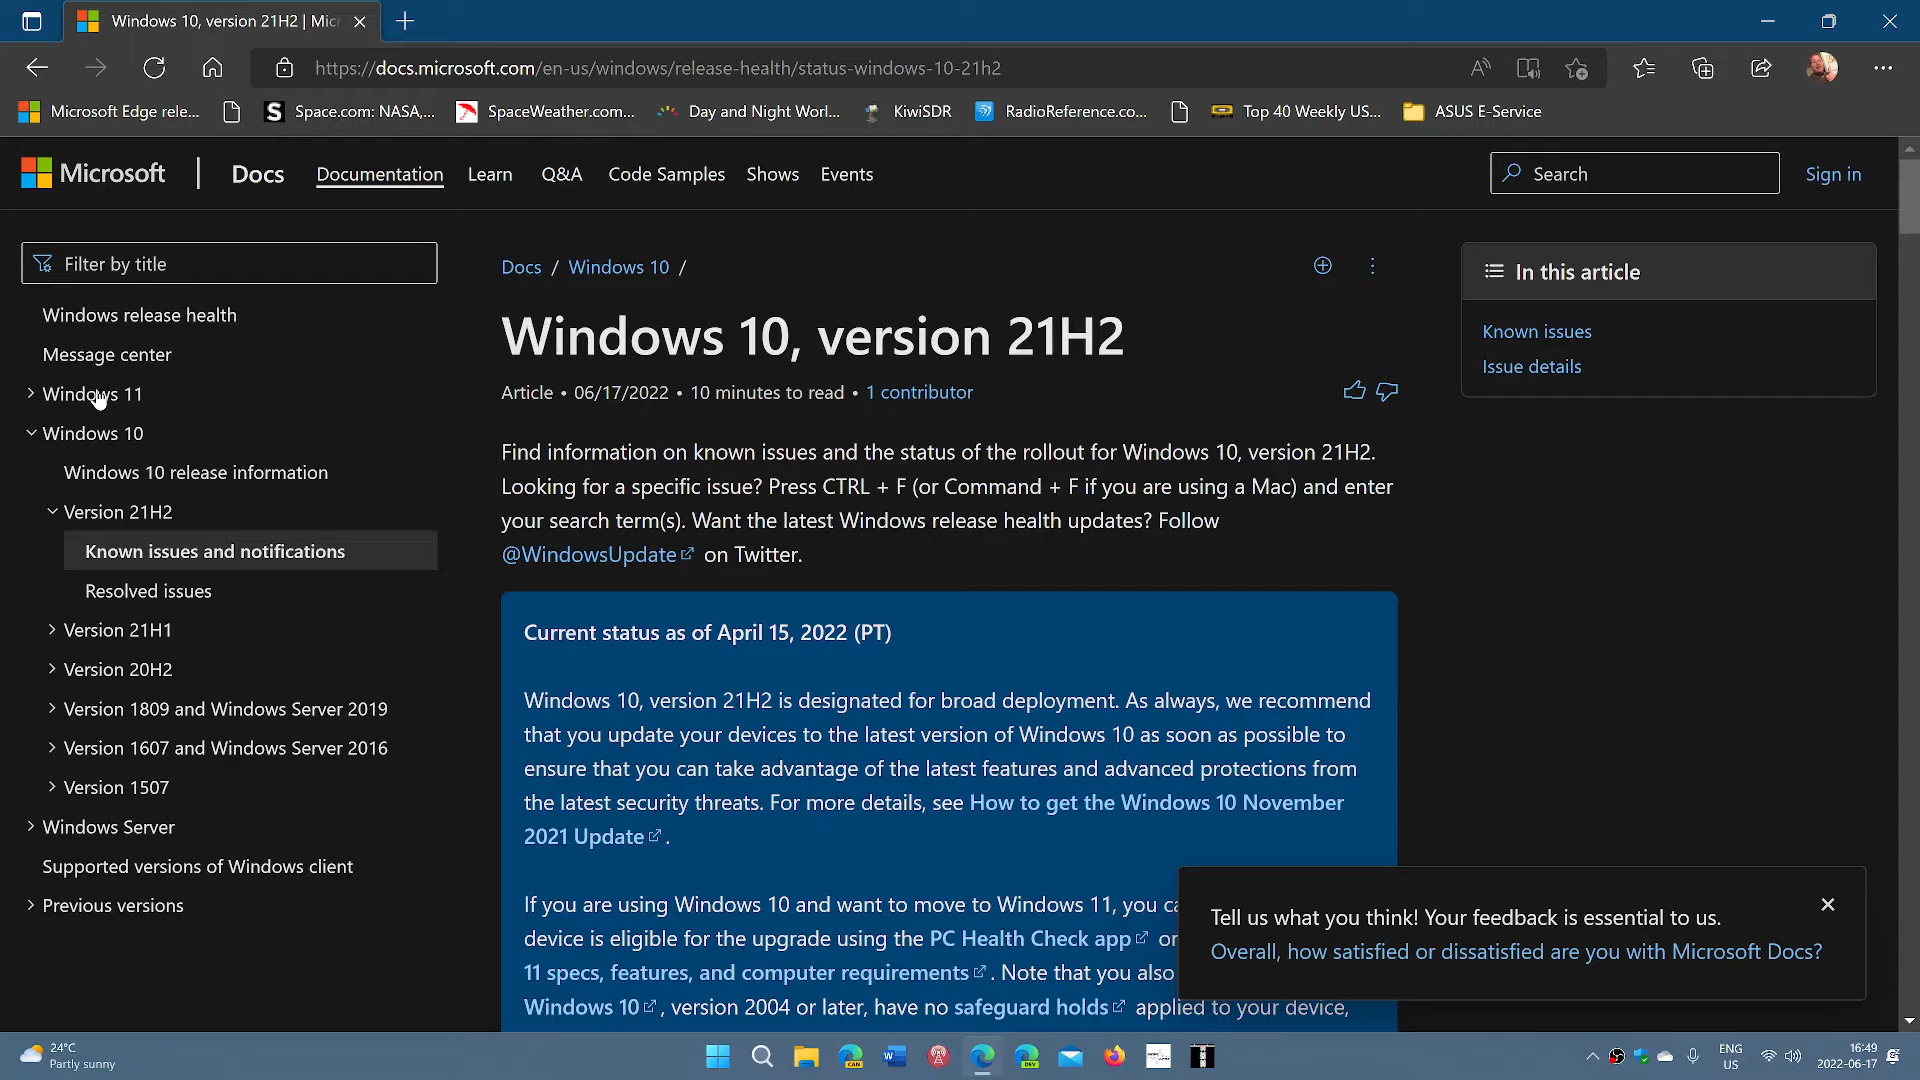 Windows 10, version 21H2 | Mic
https://docs.microsoft.com/en-us/windows/release-health/status-windows-10-21h2
Microsoft Edge rele...
Space.com: NASA,...
SpaceWeather.com...
Day and Night Worl...
KiwiSDR
RadioReference.co...
Top 40 Weekly US...
ASUS E-Service
Microsoft
Docs
Documentation
Learn
Q&A
Code Samples
Shows
Events
Search
Sign in
Filter by title
Windows release health
Message center
Windows 11
Windows 10
Windows 10 release information
Version 21H2
Known issues and notifications
Resolved issues
Version 21H1
Version 20H2
Version 1809 and Windows Server 2019
Version 1607 and Windows Server 2016
Version 1507
Windows Server
Supported versions of Windows client
Previous versions
Docs / Windows 10 /
Windows 10, version 21H2
Article • 06/17/2022 • 10 minutes to read • 1 contributor
Find information on known issues and the status of the rollout for Windows 10, version 21H2.
Looking for a specific issue? Press CTRL + F (or Command + F if you are using a Mac) and enter
your search term(s). Want the latest Windows release health updates? Follow
@WindowsUpdate on Twitter.
Current status as of April 15, 2022 (PT)
Windows 10, version 21H2 is designated for broad deployment. As always, we recommend
that you update your devices to the latest version of Windows 10 as soon as possible to
ensure that you can take advantage of the latest features and advanced protections from
the latest security threats. For more details, see How to get the Windows 10 November
2021 Update.
If you are using Windows 10 and want to move to Windows 11, you ca
device is eligible for the upgrade using the PC Health Check app or
11 specs, features, and computer requirements. Note that you also
Windows 10, version 2004 or later, have no safeguard holds applied to your device,
In this article
Known issues
Issue details
Tell us what you think! Your feedback is essential to us.
Overall, how satisfied or dissatisfied are you with Microsoft Docs?
24°C
Partly sunny
CAN
DEV
ENG
US
16:49
2022-06-17